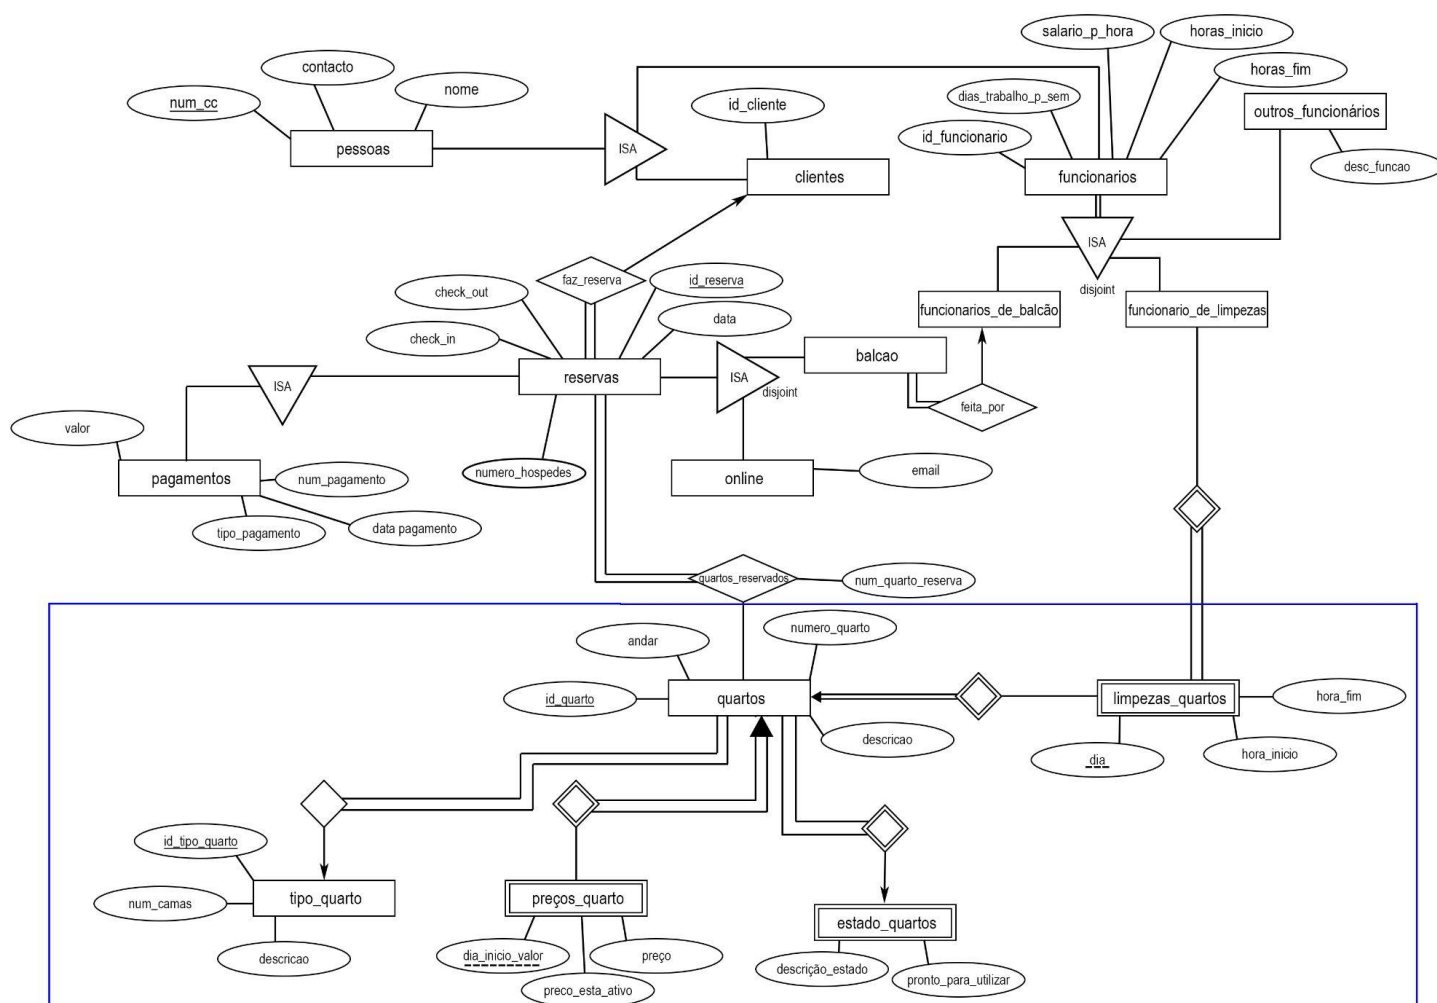 salario_p_hora
horas_inicio
contacto
horas_fim
nome
num_cc
id_cliente
dias_trabalho_p_sem
outros_funcionários
id_funcionario
pessoas
ISA
clientes
funcionarios
desc_funcao
ISA
disjoint
faz_reserva
id_reserva
check_out
data
funcionarios_de_balcão
funcionario_de_limpezas
check_in
balcao
ISA
reservas
ISA
disjoint
feita_por
valor
numero_hospedes
email
pagamentos
num_pagamento
online
tipo_pagamento
data pagamento
quartos_reservados
num_quarto_reserva
andar
numero_quarto
id_quarto
quartos
limpezas_quartos
hora_fim
descricao
dia
hora_inicio
id_tipo_quarto
num_camas
tipo_quarto
preços_quarto
estado_quartos
descricao
dia_inicio_valor
preço
descrição_estado
pronto_para_utilizar
preco_esta_ativo